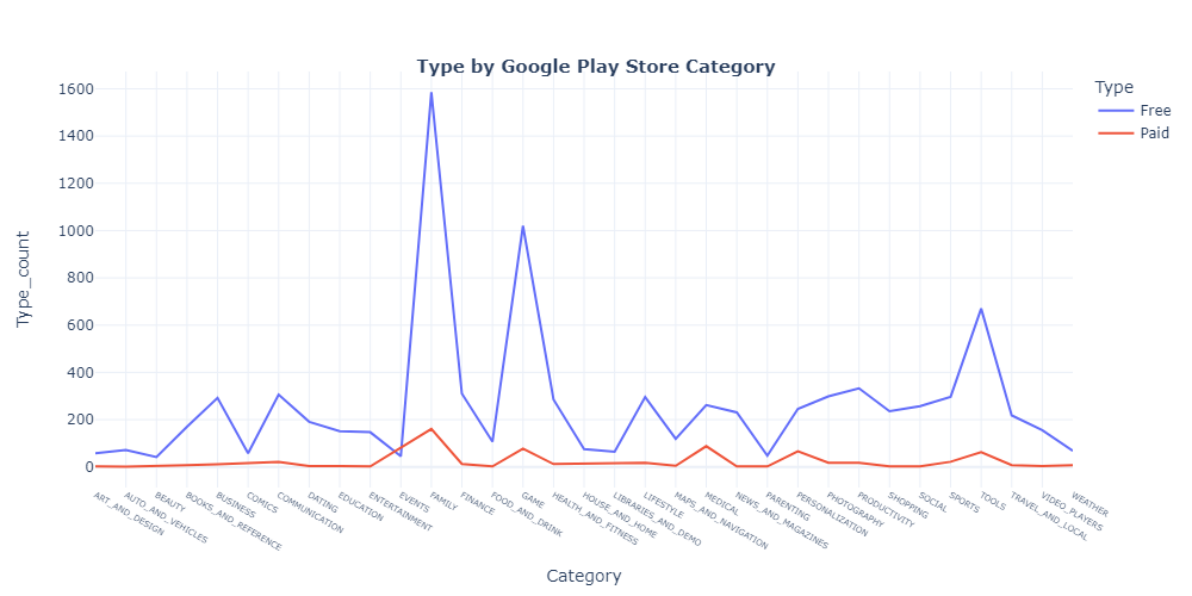 Type by Google Play Store Category
Type
Free
Paid
Type_count
1600
1400
1200
1000
800
600
400
200
0
ART_AND_DESIGN
AUTO_AND_VEHICLES
BEAUTY
BOOKS_AND_REFERENCE
BUSINESS
COMICS
COMMUNICATION
DATING
EDUCATION
ENTERTAINMENT
EVENTS
FAMILY
FINANCE
FOOD_AND_DRINK
GAME
HEALTH_AND_FITNESS
HOUSE_AND_HOME
LIBRARIES_AND_DEMO
LIFESTYLE
MAPS_AND_NAVIGATION
MEDICAL
NEWS_AND_MAGAZINES
PARENTING
PERSONALIZATION
PHOTOGRAPHY
PRODUCTIVITY
SHOPPING
SOCIAL
SPORTS
TOOLS
TRAVEL_AND_LOCAL
VIDEO_PLAYERS
WEATHER
Category